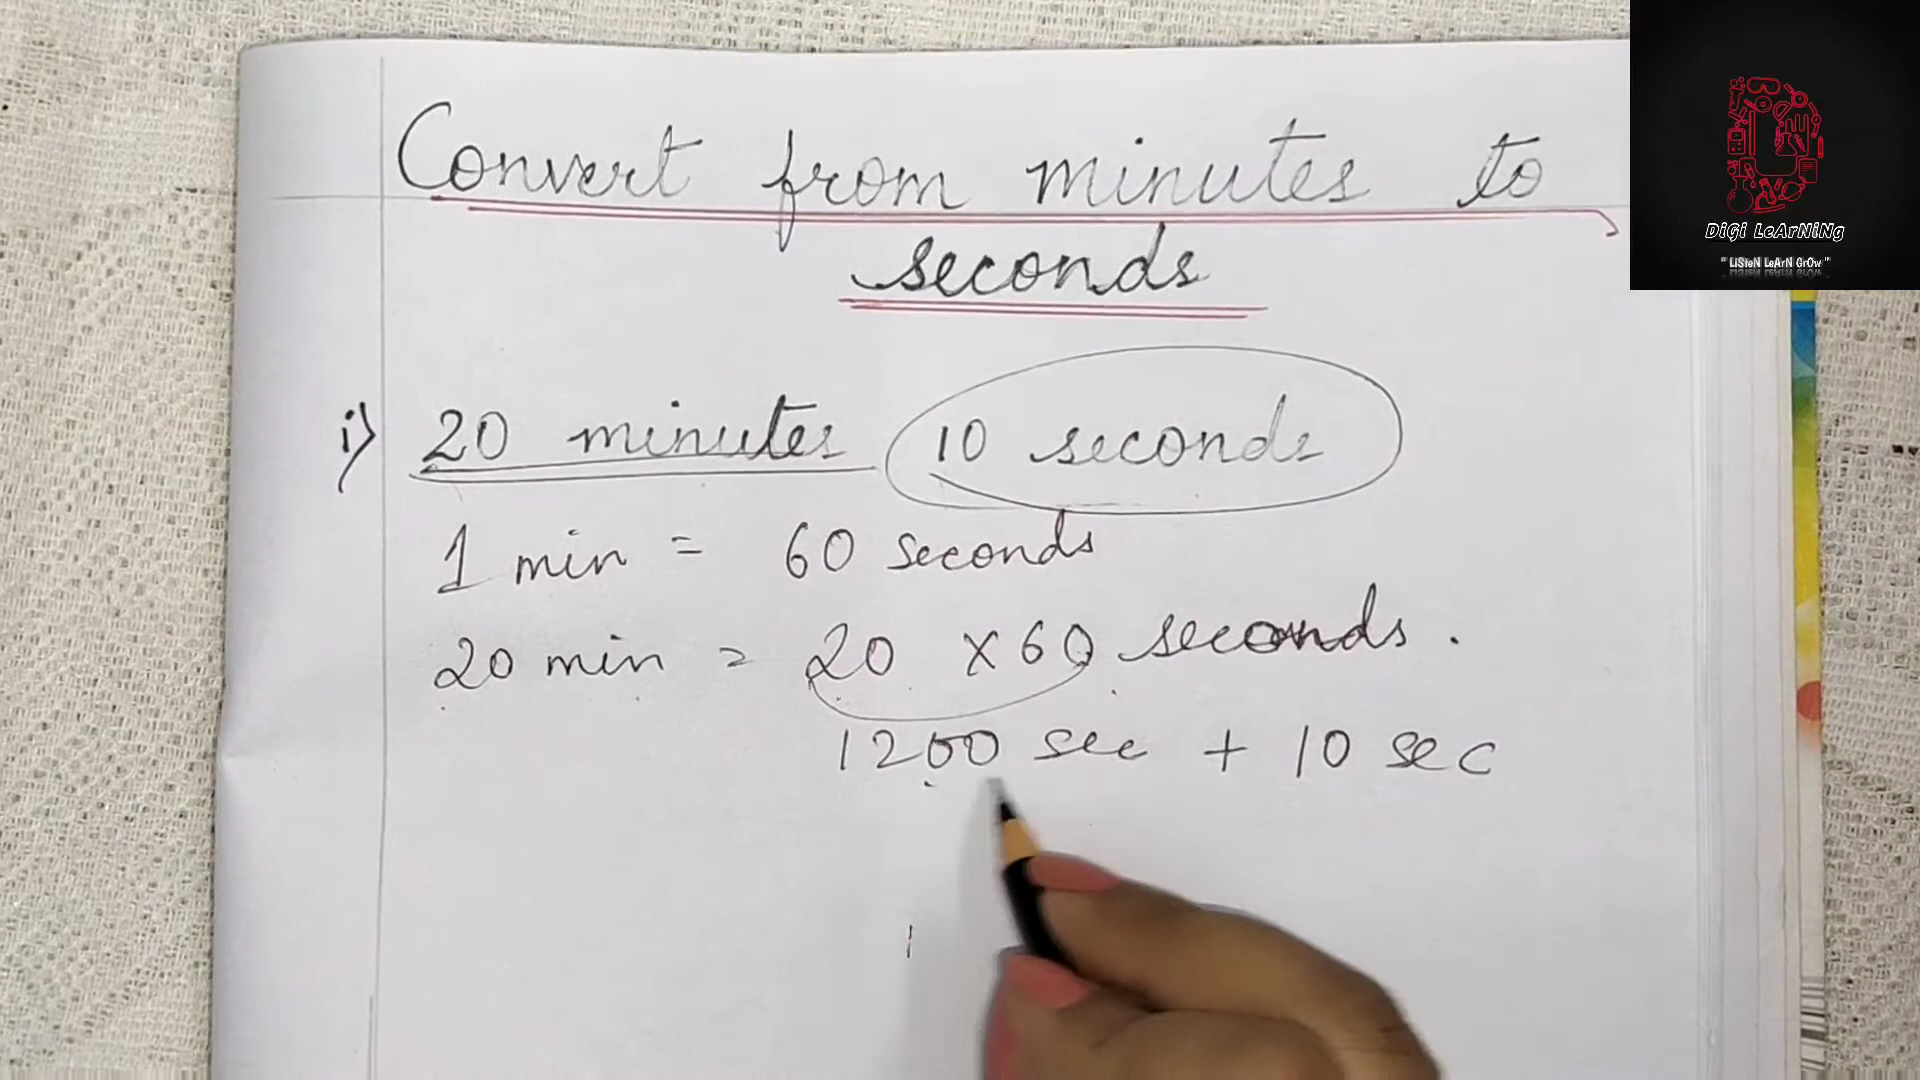 Convert from minutes to
seconds
i) 20 minutes 10 seconds
1 min = 60 seconds
20 min = 20 x 60 seconds.
1200 sec + 10 sec
DiGi LeArNiNg
" LiSteN LeArN GrOw "